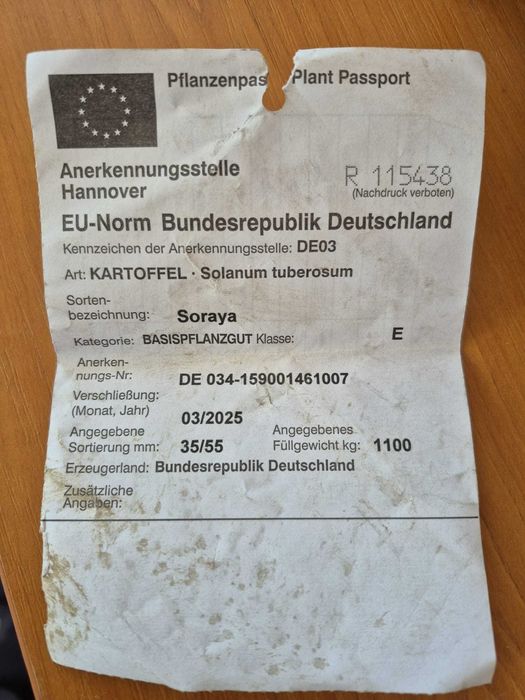 Pflanzenpas Plant Passport
Anerkennungsstelle
Hannover
R 115438
(Nachdruck verboten)
EU-Norm Bundesrepublik Deutschland
Kennzeichen der Anerkennungsstelle: DE03
Art: KARTOFFEL · Solanum tuberosum
Sorten-
bezeichnung: Soraya
Kategorie: BASISPFLANZGUT Klasse: E
Anerken-
nungs-Nr: DE 034-159001461007
Verschließung:
(Monat, Jahr) 03/2025
Angegebene Sortierung mm: 35/55
Angegebenes Füllgewicht kg: 1100
Erzeugerland: Bundesrepublik Deutschland
Zusätzliche
Angaben: